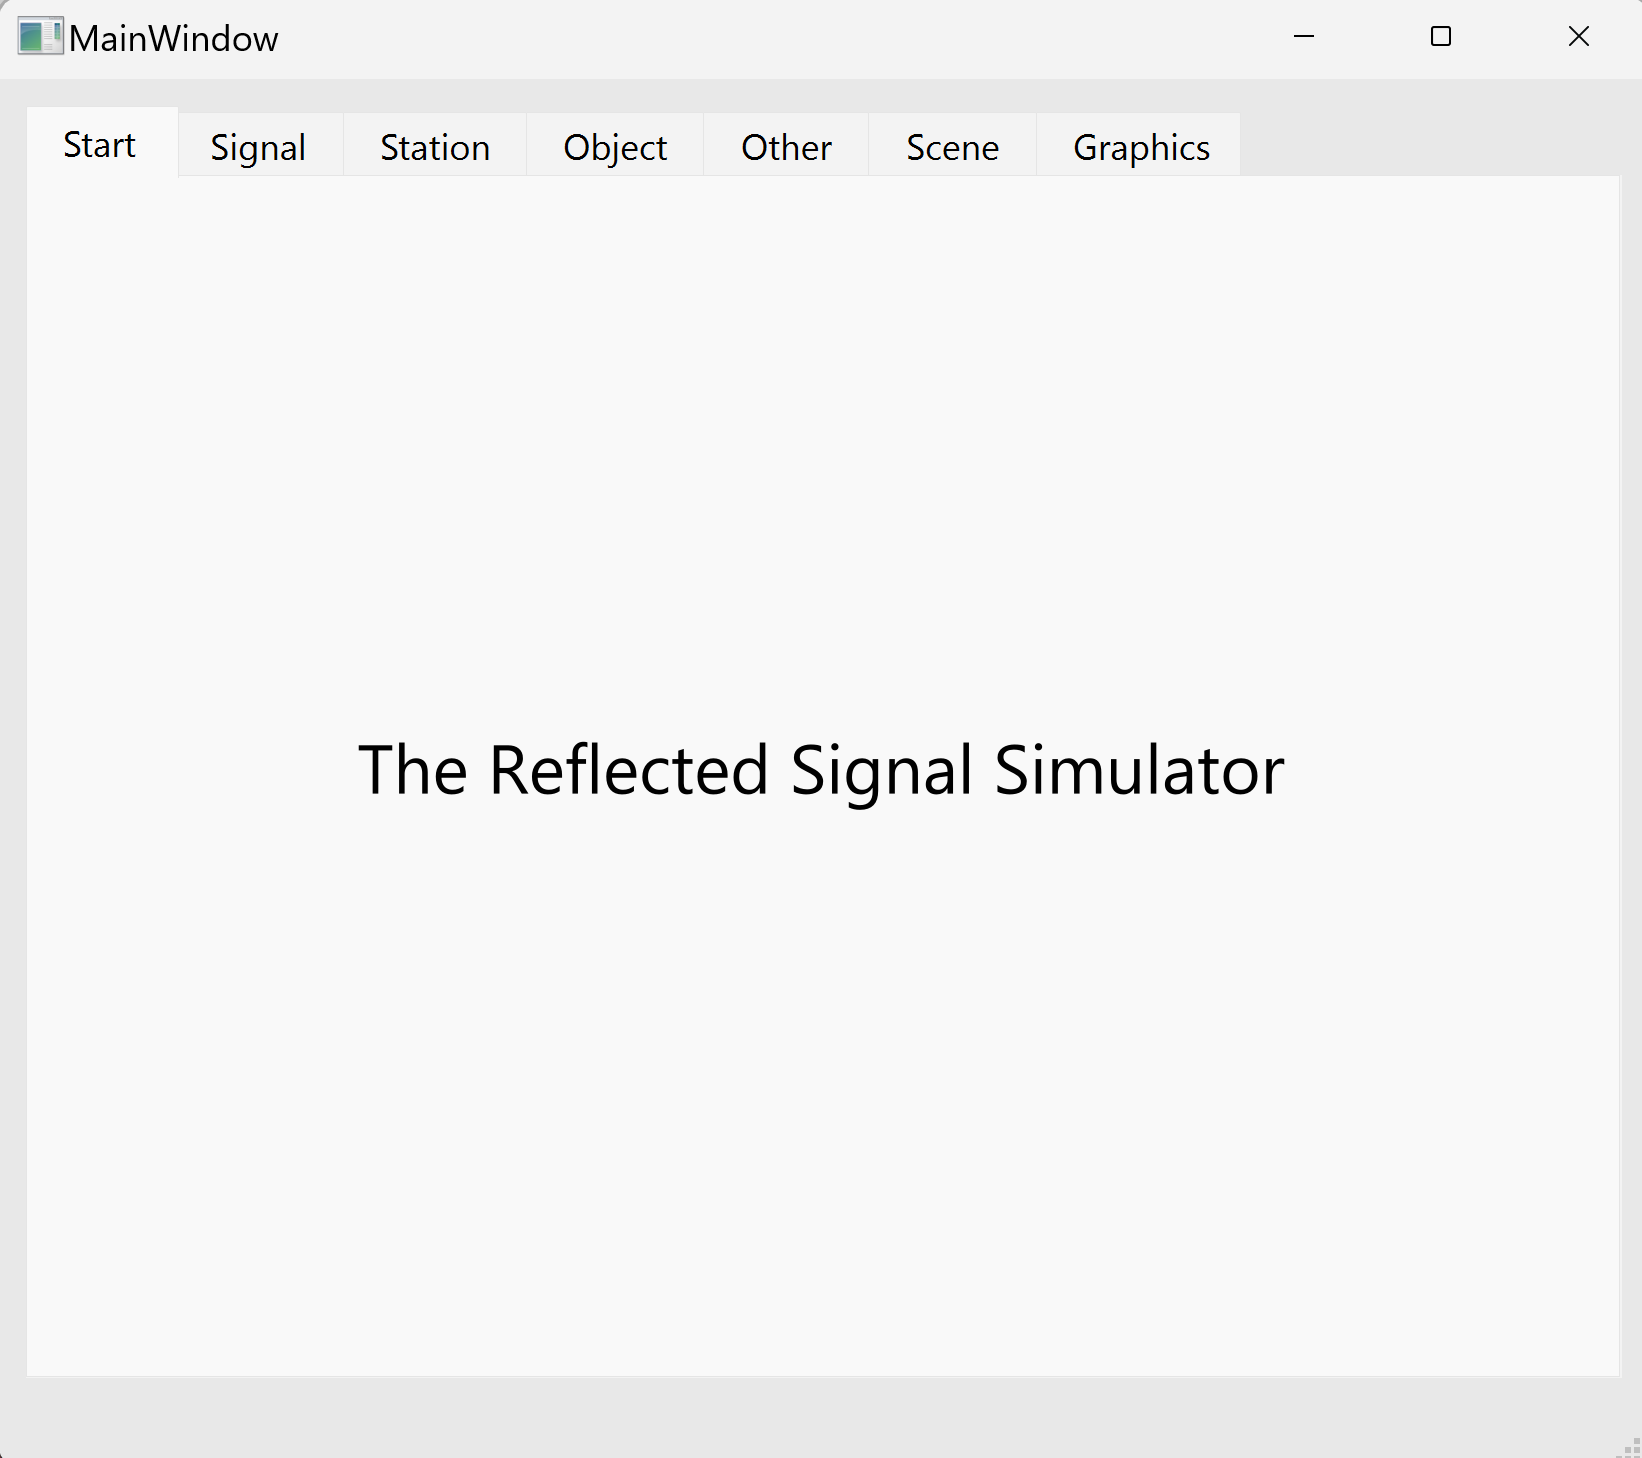 MainWindow
Start Signal Station Object Other Scene Graphics
The Reflected Signal Simulator